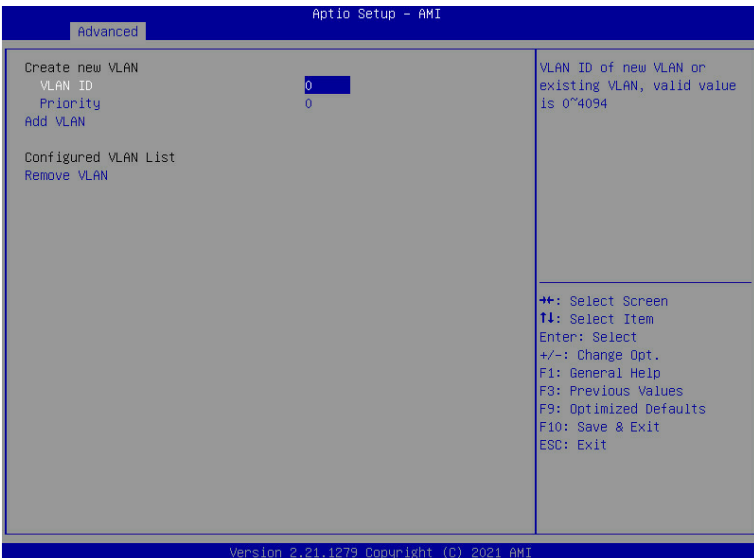 Aptio Setup – AMI
Advanced
Create new VLAN
VLAN ID 0
Priority 0
Add VLAN
Configured VLAN List
Remove VLAN
VLAN ID of new VLAN or
existing VLAN, valid value
is 0~4094
→←: Select Screen
↑↓: Select Item
Enter: Select
+/-: Change Opt.
F1: General Help
F3: Previous Values
F9: Optimized Defaults
F10: Save & Exit
ESC: Exit
Version 2.21.1279 Copyright (C) 2021 AMI